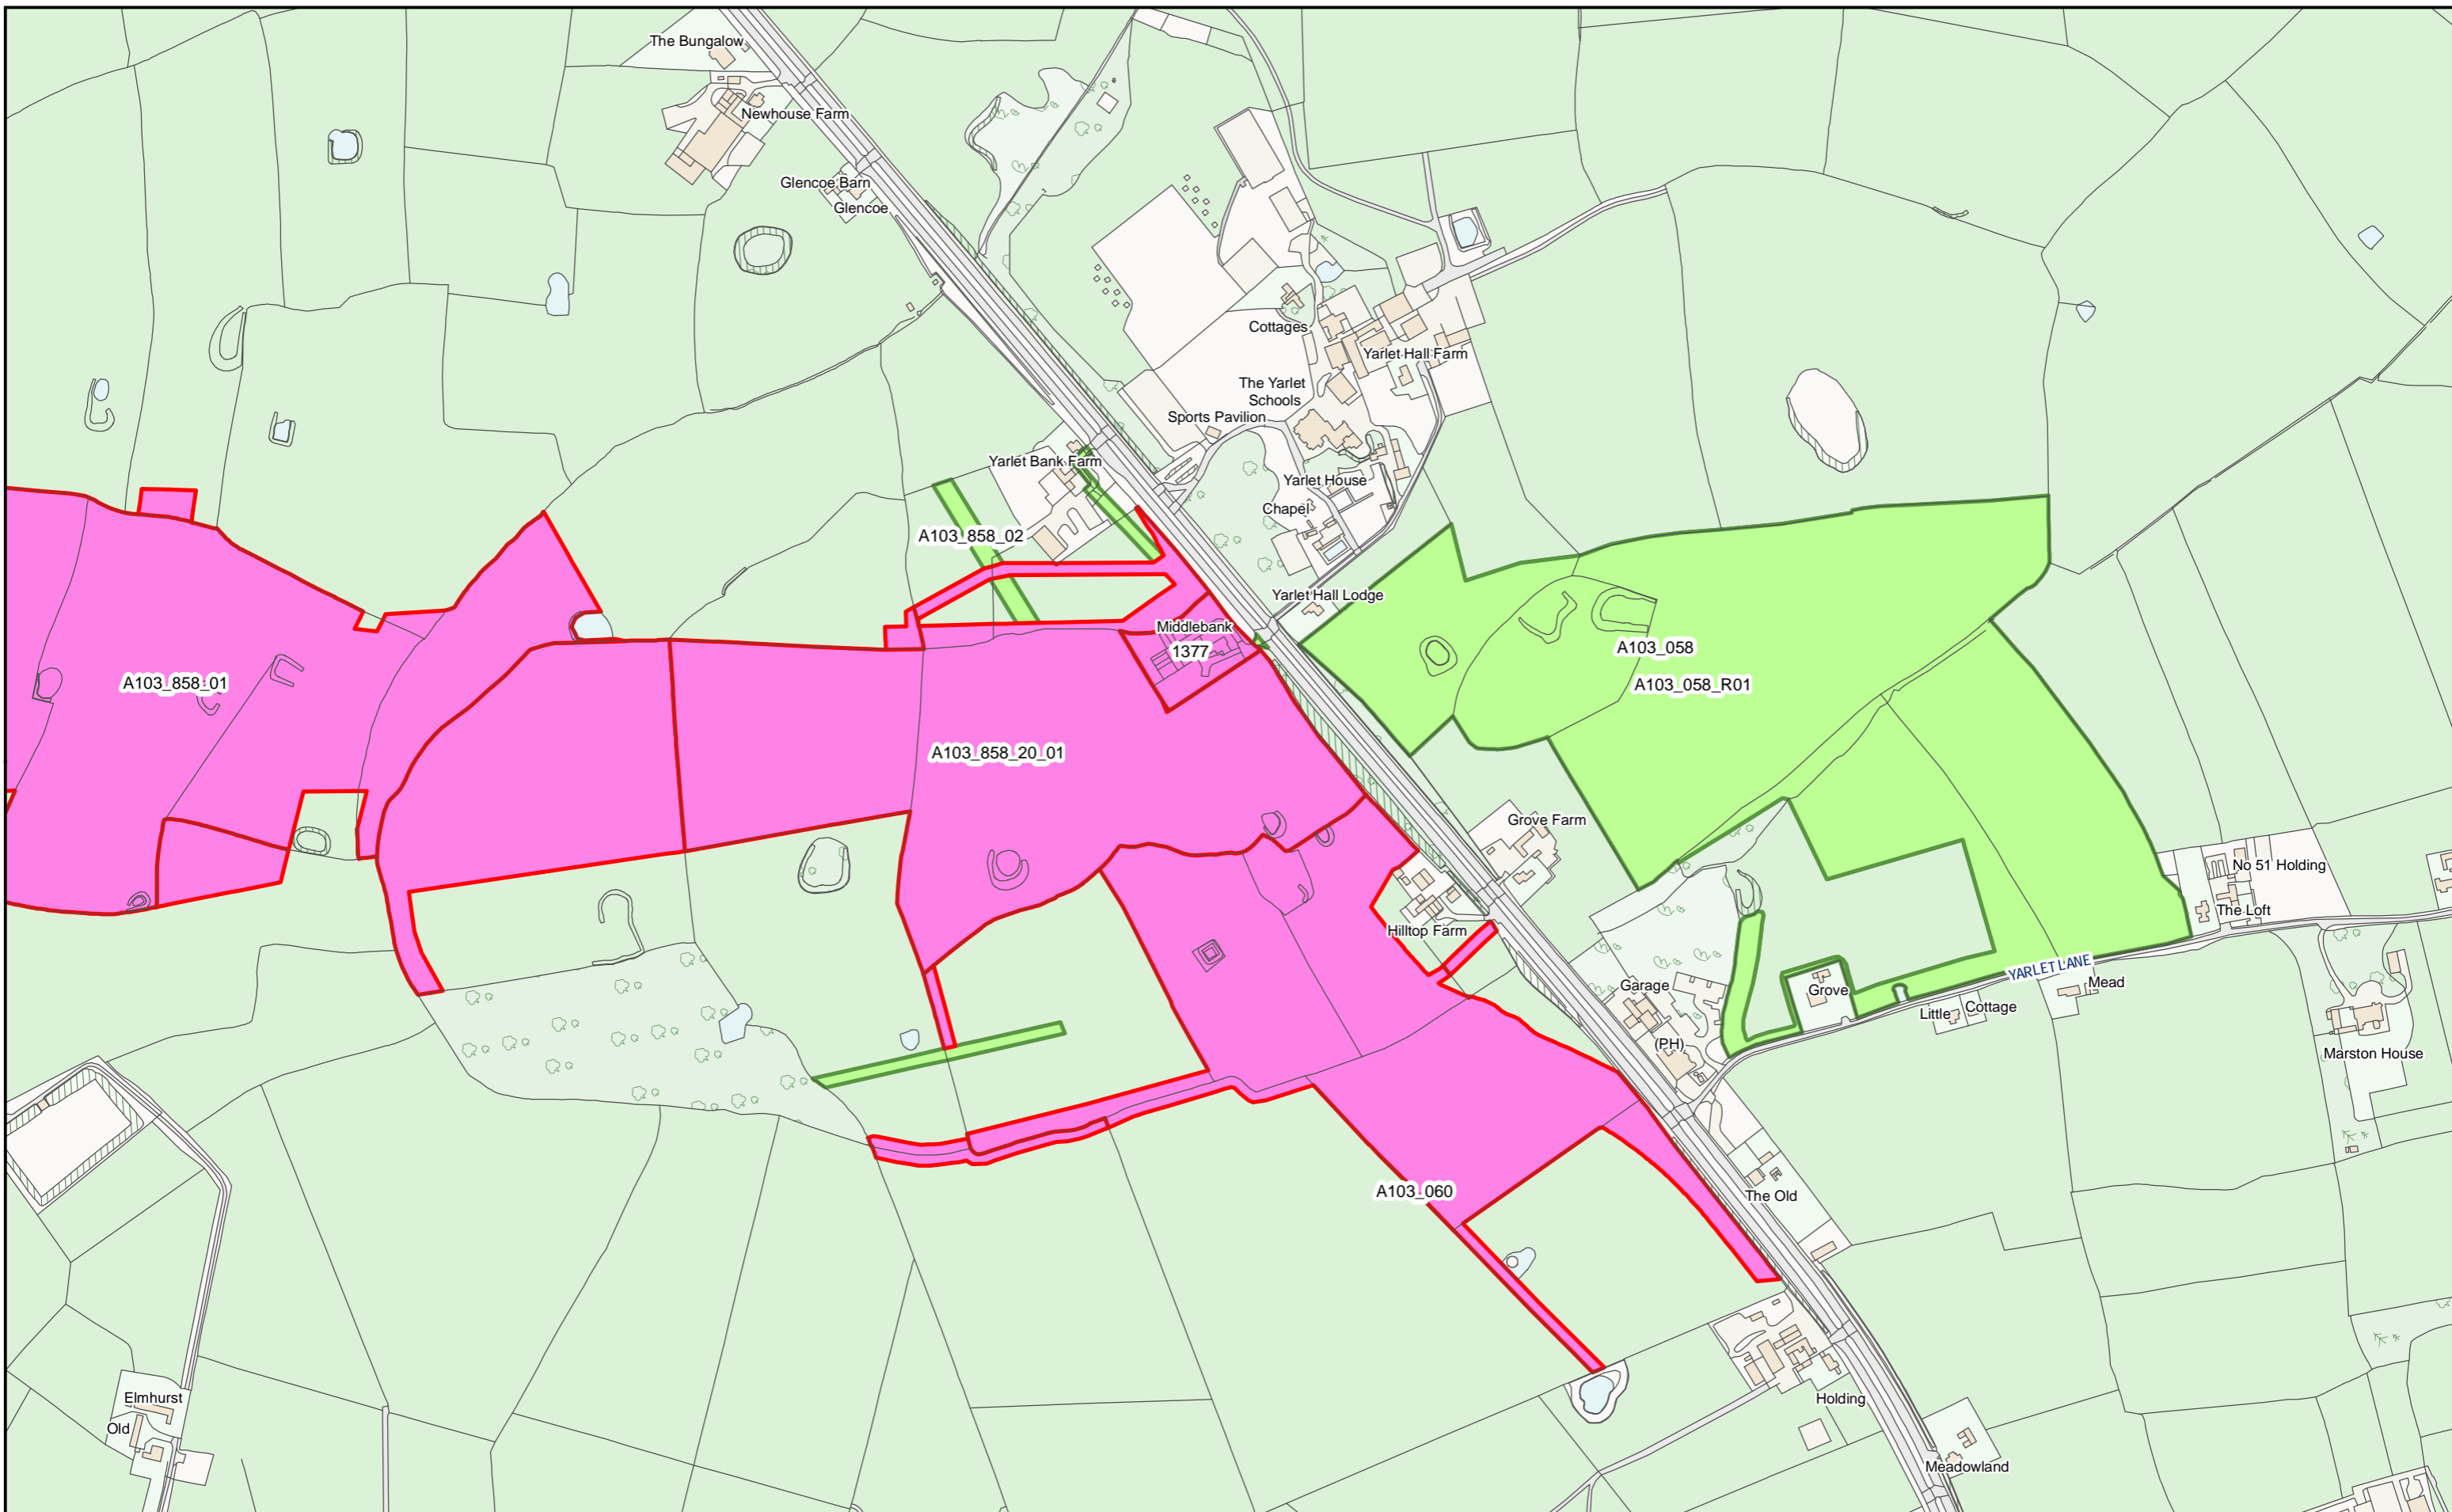 The Bungalow
Newhouse Farm
Glencoe Barn
Glencoe
Cottages
Yarlet Hall Farm
The Yarlet
Schools
Sports Pavilion
Yarlet Bank Farm
Yarlet House
Chapel
A103_858_02
Yarlet Hall Lodge
Middlebank
1377
A103_058
A103_058_R01
A103_858_01
A103_858_20_01
Grove Farm
No 51 Holding
The Loft
Hilltop Farm
YARLET LANE
Garage
Grove
Mead
Little
Cottage
(PH)
Marston House
A103_060
The Old
Elmhurst
Old
Holding
Meadowland